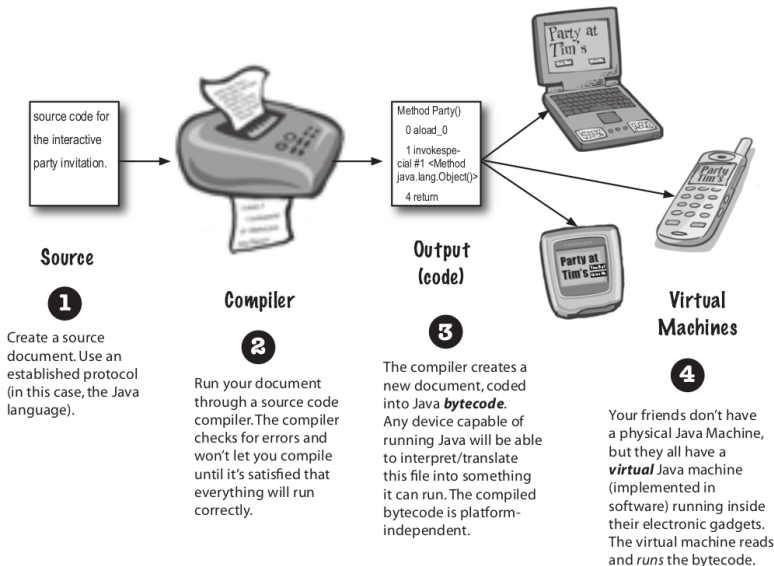 source code for
the interactive
party invitation.
Source
1
Create a source
document. Use an
established protocol
(in this case, the Java
language).
Compiler
2
Run your document
through a source code
compiler. The compiler
checks for errors and
won't let you compile
until it's satisfied that
everything will run
correctly.
Method Party()
0 aload_0
1 invokespe-
cial #1 <Method
java.lang.Object()>
4 return
Output
(code)
3
The compiler creates a
new document, coded
into Java bytecode.
Any device capable of
running Java will be able
to interpret/translate
this file into something
it can run. The compiled
bytecode is platform-
independent.
Party at
Tim's
Party
Tim's
Party at
Tim's
Virtual
Machines
4
Your friends don't have
a physical Java Machine,
but they all have a
virtual Java machine
(implemented in
software) running inside
their electronic gadgets.
The virtual machine reads
and runs the bytecode.